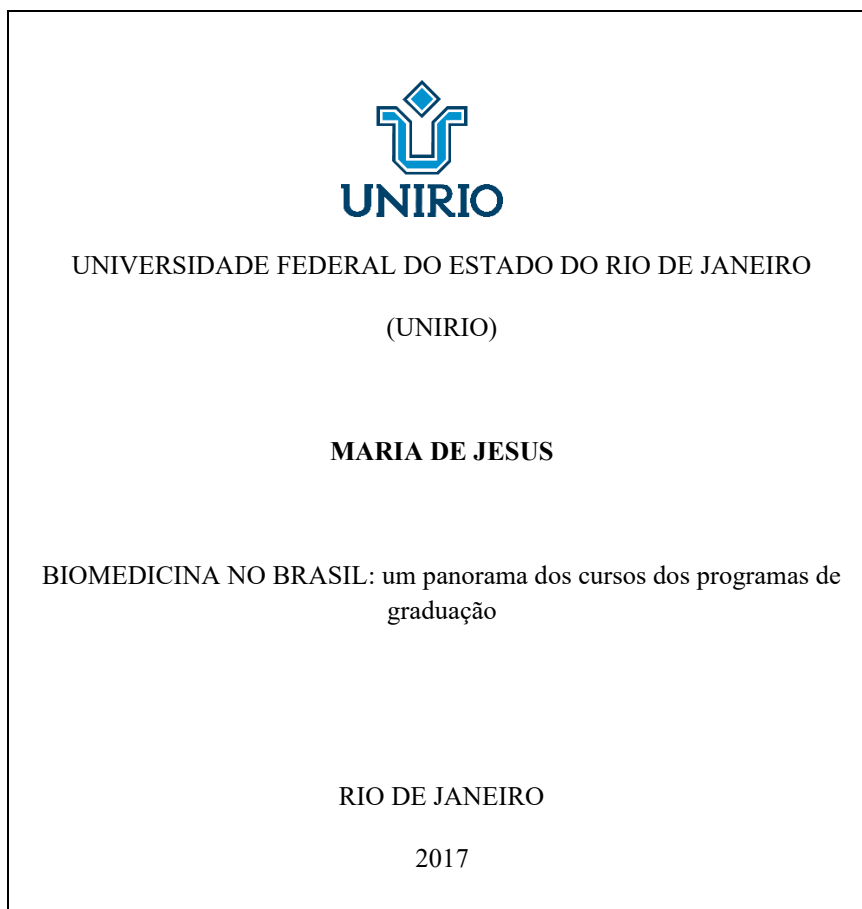 UNIRIO
UNIVERSIDADE FEDERAL DO ESTADO DO RIO DE JANEIRO
(UNIRIO)
MARIA DE JESUS
BIOMEDICINA NO BRASIL: um panorama dos cursos dos programas de
graduação
RIO DE JANEIRO
2017